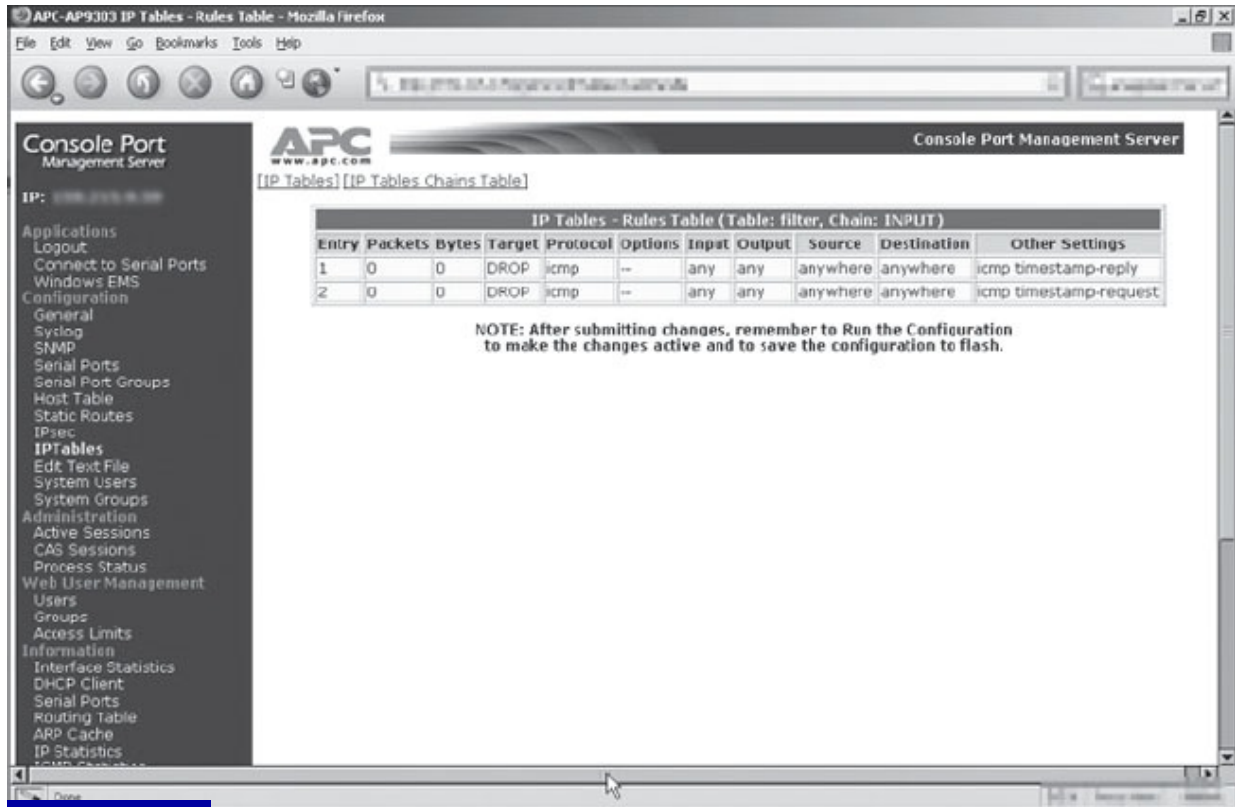 APC-AP9303 IP Tables - Rules Table - Mozilla Firefox
File Edit View Go Bookmarks Tools Help
Console Port
Management Server
IP:
Applications
Logout
Connect to Serial Ports
Windows EMS
Configuration
General
Syslog
SNMP
Serial Ports
Serial Port Groups
Host Table
Static Routes
IPsec
IPTables
Edit Text File
System Users
System Groups
Administration
Active Sessions
CAS Sessions
Process Status
Web User Management
Users
Groups
Access Limits
Information
Interface Statistics
DHCP Client
Serial Ports
Routing Table
ARP Cache
IP Statistics
APC
www.apc.com
Console Port Management Server
[IP Tables] [IP Tables Chains Table]
IP Tables - Rules Table (Table: filter, Chain: INPUT)
Entry Packets Bytes Target Protocol Options Input Output Source Destination Other Settings
1 0 0 DROP icmp -- any any anywhere anywhere icmp timestamp-reply
2 0 0 DROP icmp -- any any anywhere anywhere icmp timestamp-request
NOTE: After submitting changes, remember to Run the Configuration
to make the changes active and to save the configuration to flash.
Done